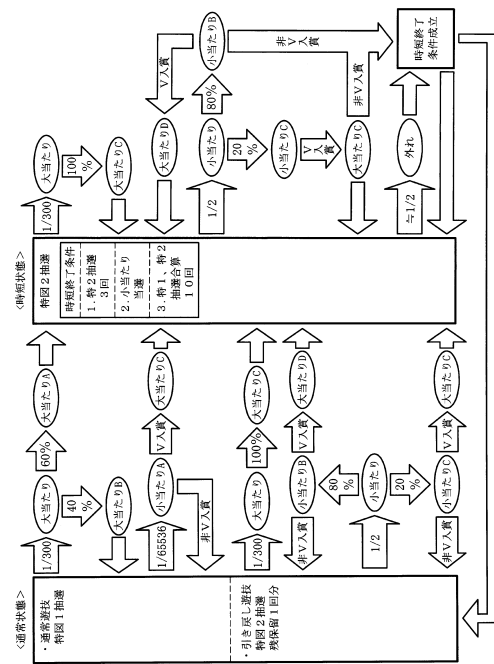 <通常状態>
・通常遊技
特図1抽選
・引き戻し遊技
特図2抽選
残保留1回分
1/300
大当たり
60%
大当たりA
40
%
大当たりB
1/65536
小当たりA
V入賞
大当たりC
非V入賞
1/300
大当たり
100%
大当たりC
1/2
小当たり
80
%
小当たりB
V入賞
大当たりD
非V入賞
20
%
小当たりC
V入賞
大当たりC
非V入賞
<時短状態>
特図2抽選
時短終了条件
1.特2抽選
3回
2.小当たり
当選
3.特1、特2
抽選合算
10回
1/300
大当たり
100
%
大当たりC
1/2
小当たり
80%
小当たりB
V入賞
大当たりD
非V
入賞
20
%
小当たりC
V
入賞
大当たりC
非V入賞
≒1/2
外れ
時短終了
条件成立